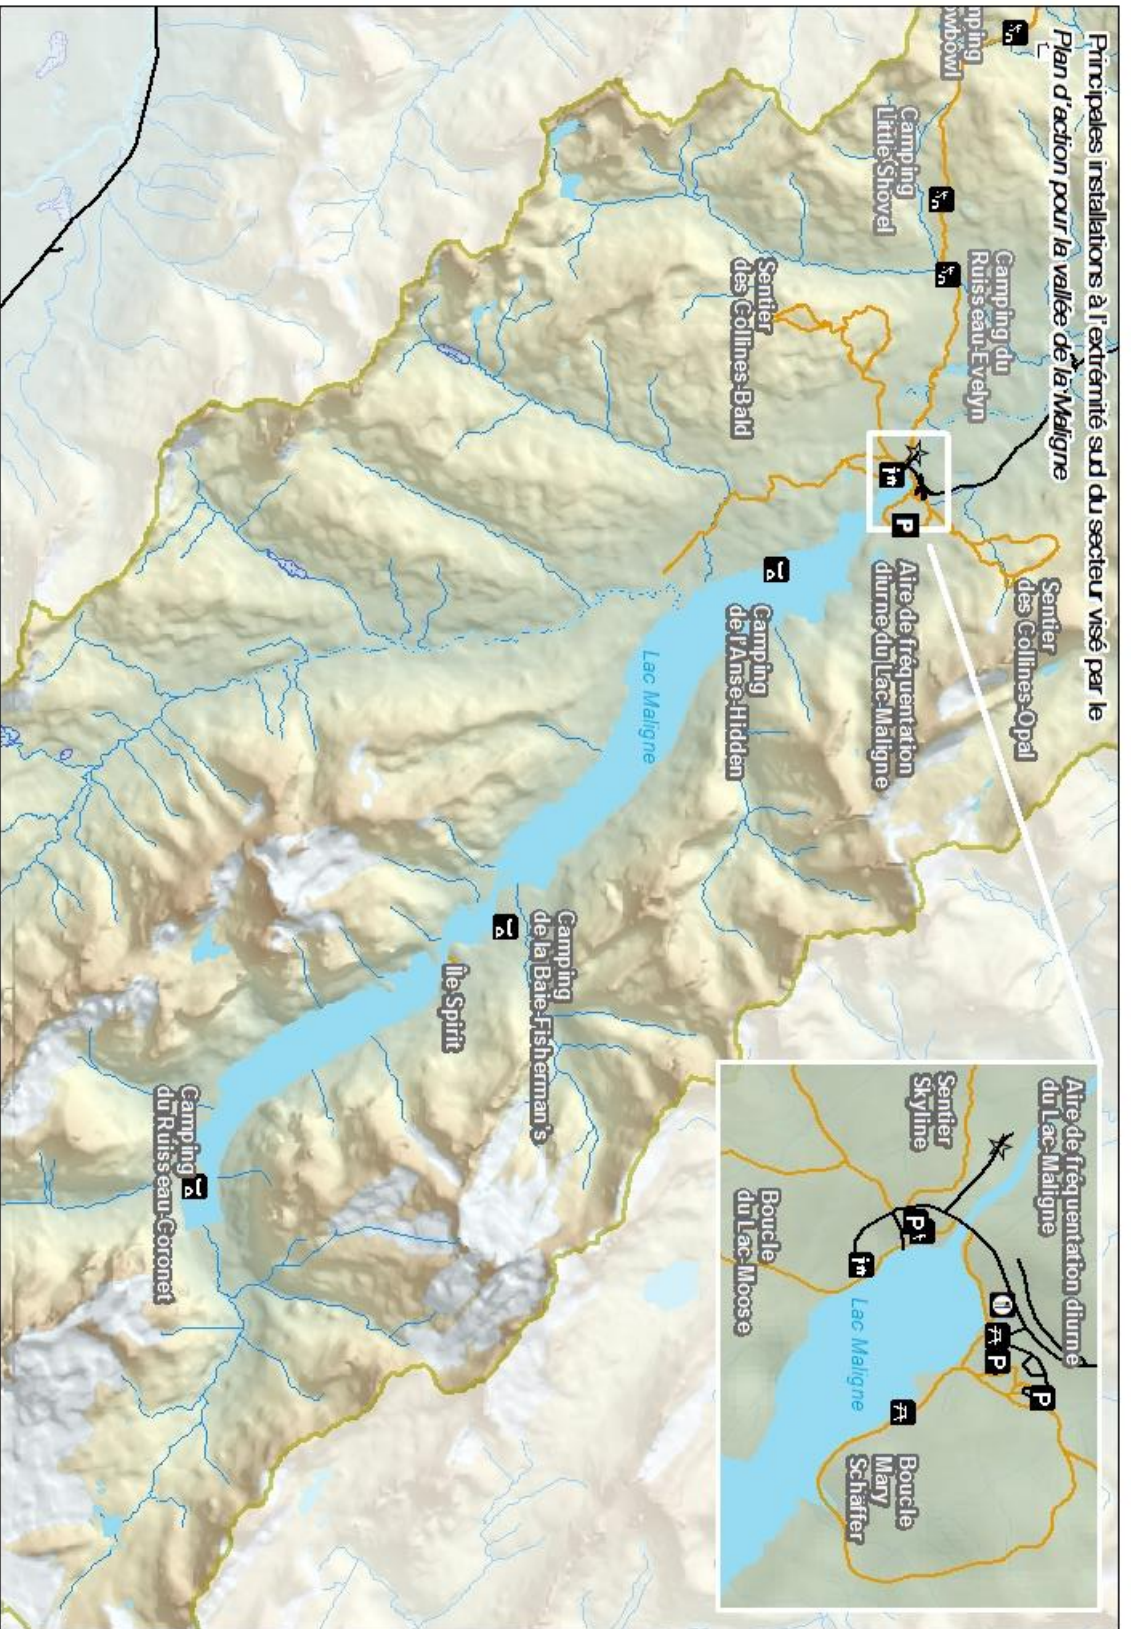 Principales installations à l'extrémité sud du secteur visé par le
Plan d'action pour la vallée de la Maligne
mping
owbowl
Camping
Little-Shovel
Camping du
Ruisseau-Evelyn
Sentier
des Collines-Bald
Sentier
des Collines-Opal
P
Aire de fréquentation
diurne du Lac-Maligne
Camping
de l'Anse-Hidden
Lac Maligne
Camping
de la Baie-Fisherman's
Île Spirit
Camping
du Ruisseau-Coronet
Aire de fréquentation diurne
du Lac-Maligne
Sentier
Skyline
P
Boucle
du Lac-Moose
P
P
Lac Maligne
Boucle
Mary
Schäffer